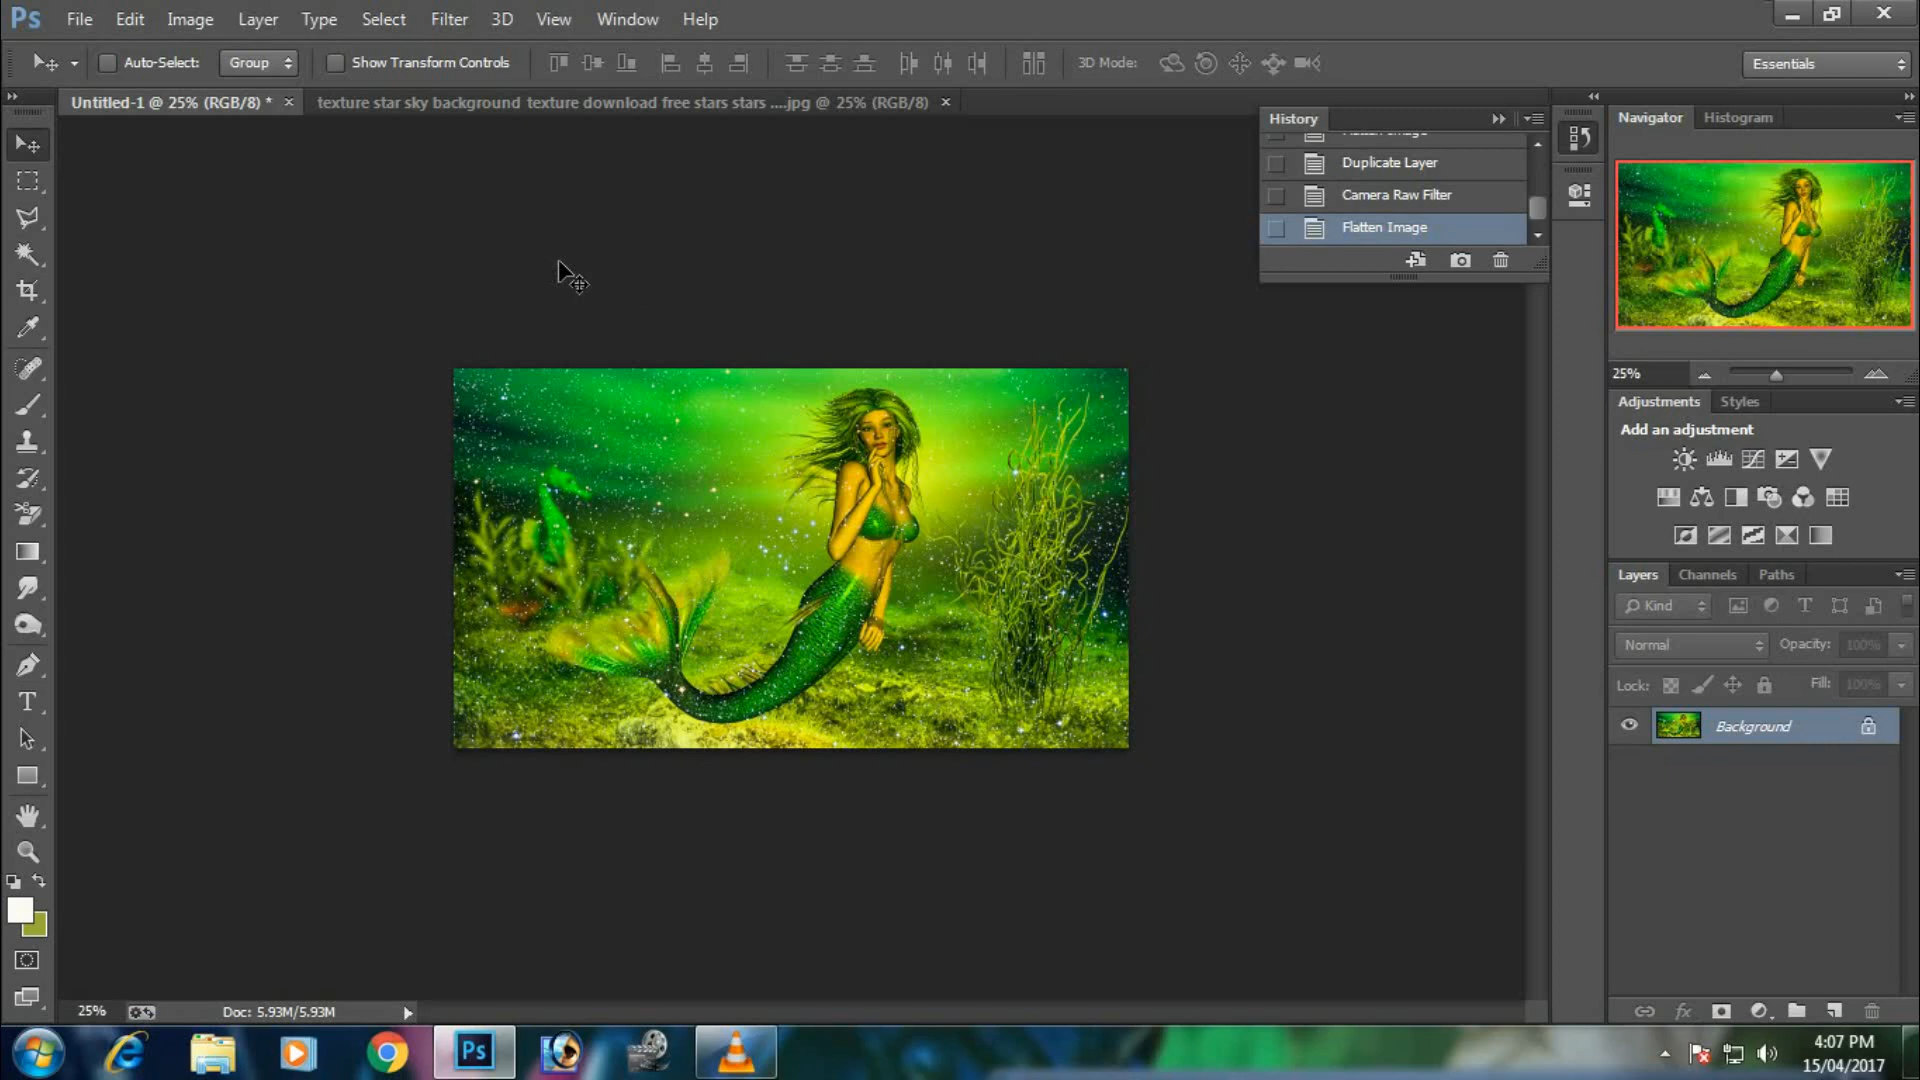 Ps File Edit Image Layer Type Select Filter 3D View Window Help
Auto-Select: Group Show Transform Controls 3D Mode: Essentials
Untitled-1 @ 25% (RGB/8) * texture star sky background texture download free stars stars ....jpg @ 25% (RGB/8)
History
Flatten Image
Duplicate Layer
Camera Raw Filter
Flatten Image
Navigator Histogram
25%
Adjustments Styles
Add an adjustment
Layers Channels Paths
Kind
Normal Opacity: 100%
Lock: Fill: 100%
Background
25% Doc: 5.93M/5.93M
Ps
4:07 PM
15/04/2017